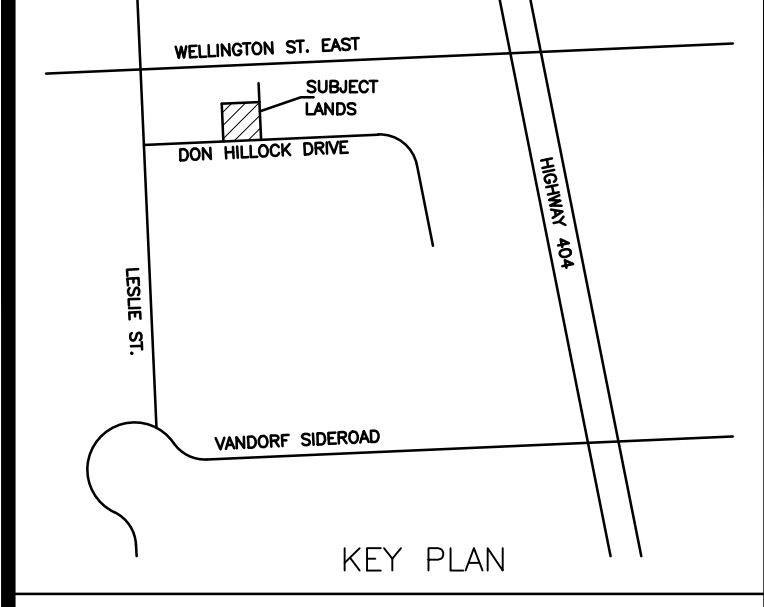 WELLINGTON ST. EAST
SUBJECT
LANDS
DON HILLOCK DRIVE
HIGHWAY 404
LESLIE ST.
VANDORF SIDEROAD
KEY PLAN